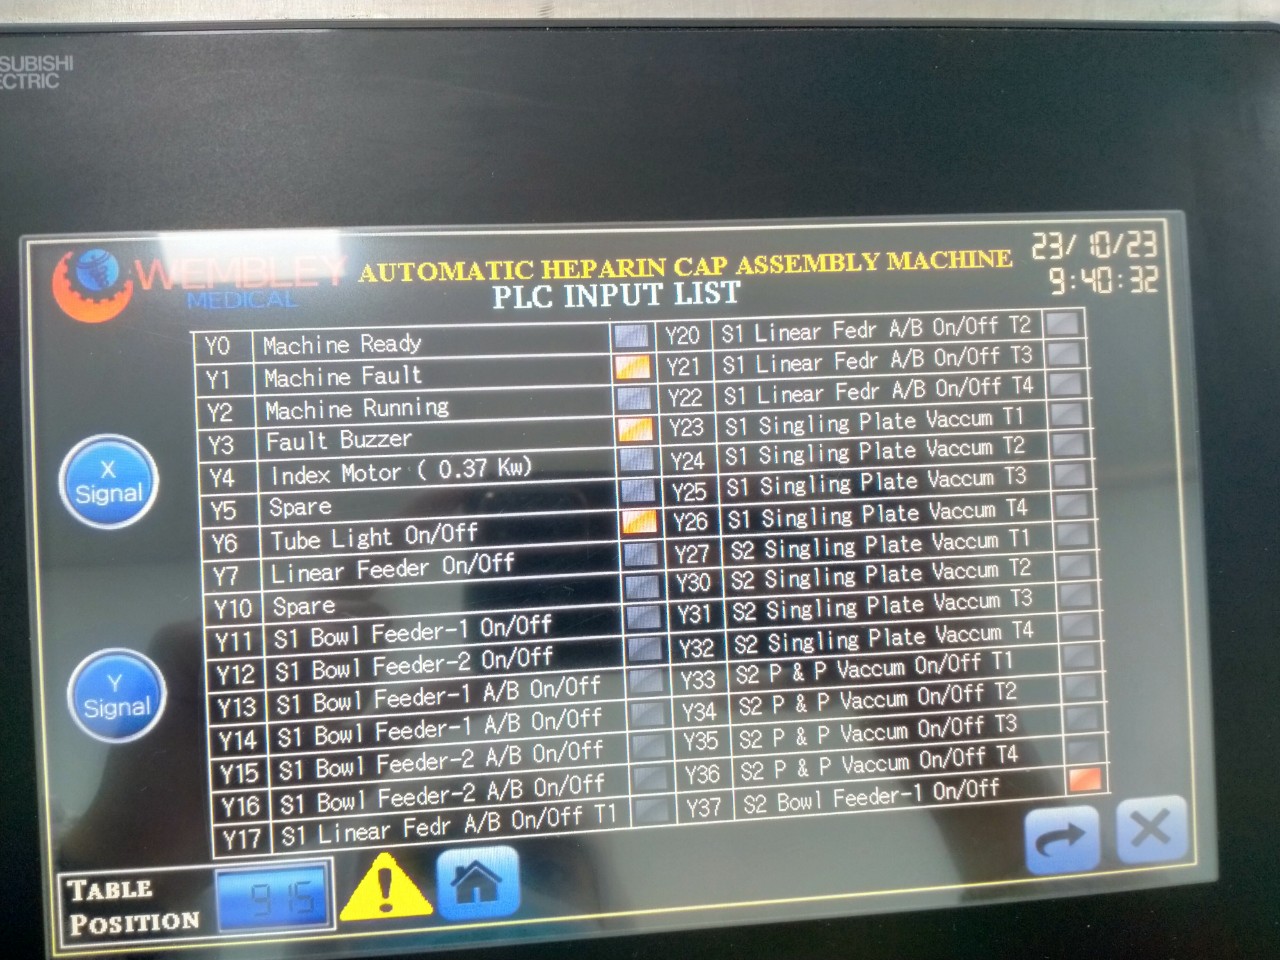 SUBISHI
ECTRIC
WEMBLEY
MEDICAL
AUTOMATIC HEPARIN CAP ASSEMBLY MACHINE
PLC INPUT LIST
23/10/23
9:40:32
Y0 Machine Ready
Y1 Machine Fault
Y2 Machine Running
Y3 Fault Buzzer
Y4 Index Motor ( 0.37 Kw)
Y5 Spare
Y6 Tube Light On/Off
Y7 Linear Feeder On/Off
Y10 Spare
Y11 S1 Bowl Feeder-1 On/Off
Y12 S1 Bowl Feeder-2 On/Off
Y13 S1 Bowl Feeder-1 A/B On/Off
Y14 S1 Bowl Feeder-1 A/B On/Off
Y15 S1 Bowl Feeder-2 A/B On/Off
Y16 S1 Bowl Feeder-2 A/B On/Off
Y17 S1 Linear Fedr A/B On/Off T1
Y20 S1 Linear Fedr A/B On/Off T2
Y21 S1 Linear Fedr A/B On/Off T3
Y22 S1 Linear Fedr A/B On/Off T4
Y23 S1 Singling Plate Vaccum T1
Y24 S1 Singling Plate Vaccum T2
Y25 S1 Singling Plate Vaccum T3
Y26 S1 Singling Plate Vaccum T4
Y27 S2 Singling Plate Vaccum T1
Y30 S2 Singling Plate Vaccum T2
Y31 S2 Singling Plate Vaccum T3
Y32 S2 Singling Plate Vaccum T4
Y33 S2 P & P Vaccum On/Off T1
Y34 S2 P & P Vaccum On/Off T2
Y35 S2 P & P Vaccum On/Off T3
Y36 S2 P & P Vaccum On/Off T4
Y37 S2 Bowl Feeder-1 On/Off
X
Signal
Y
Signal
TABLE
POSITION
915